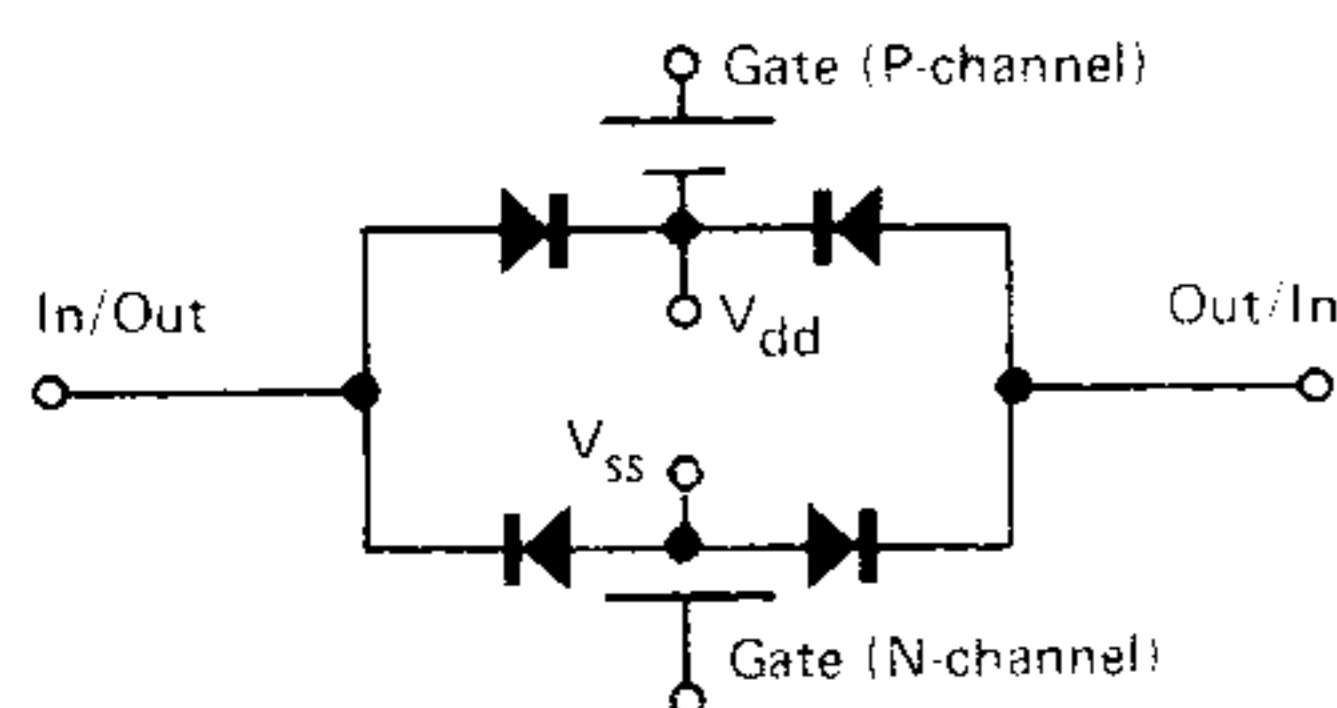 Gate (P-channel)
In/Out
Out/In
Vdd
Vss
Gate (N-channel)